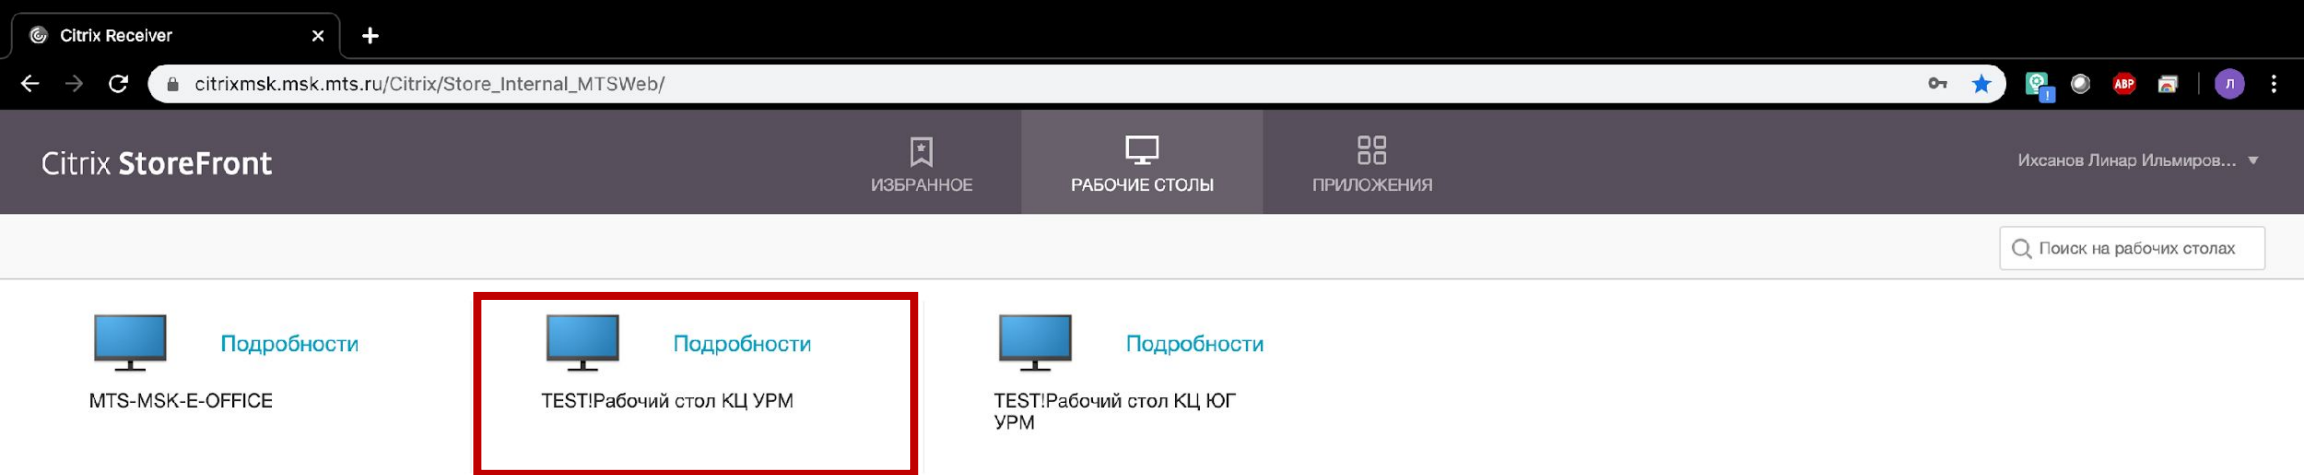 Citrix Receiver
citrixmsk.msk.mts.ru/Citrix/Store_Internal_MTSWeb/
ABP
Л
Citrix StoreFront
ИЗБРАННОЕ
РАБОЧИЕ СТОЛЫ
ПРИЛОЖЕНИЯ
Ихсанов Линар Ильмиров...
Поиск на рабочих столах
Подробности
MTS-MSK-E-OFFICE
Подробности
TEST!Рабочий стол КЦ УРМ
Подробности
TEST!Рабочий стол КЦ ЮГ
УРМ